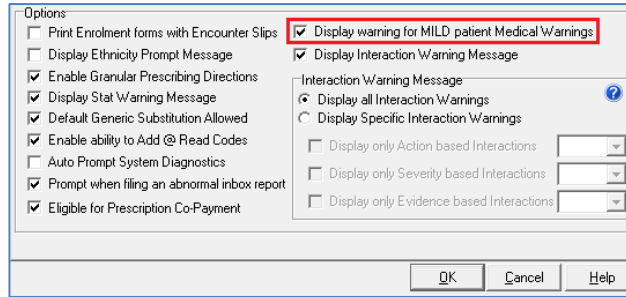 Options
Print Enrolment forms with Encounter Slips
Display Ethnicity Prompt Message
Enable Granular Prescribing Directions
Display Stat Warning Message
Default Generic Substitution Allowed
Enable ability to Add @ Read Codes
Auto Prompt System Diagnostics
Prompt when filing an abnormal inbox report
Eligible for Prescription Co-Payment
Display warning for MILD patient Medical Warnings
Display Interaction Warning Message
Interaction Warning Message
Display all Interaction Warnings
Display Specific Interaction Warnings
Display only Action based Interactions
Display only Severity based Interactions
Display only Evidence based Interactions
?
OK Cancel Help